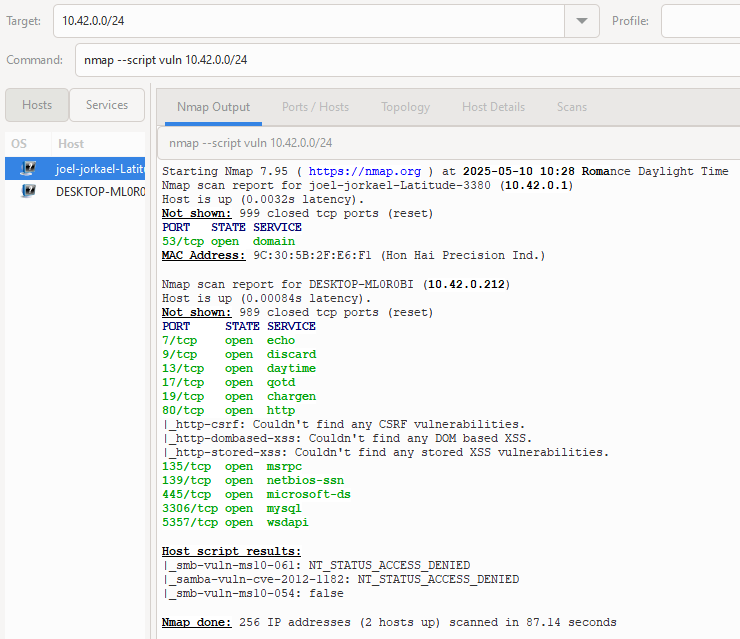 Target: 10.42.0.0/24 Profile:
Command: nmap --script vuln 10.42.0.0/24
Hosts Services
Nmap Output Ports / Hosts Topology Host Details Scans
OS Host
nmap --script vuln 10.42.0.0/24
joel-jorkael-Latit
DESKTOP-ML0R0
Starting Nmap 7.95 ( https://nmap.org ) at 2025-05-10 10:28 Romance Daylight Time
Nmap scan report for joel-jorkael-Latitude-3380 (10.42.0.1)
Host is up (0.0032s latency).
Not shown: 999 closed tcp ports (reset)
PORT   STATE SERVICE
53/tcp open  domain
MAC Address: 9C:30:5B:2F:E6:F1 (Hon Hai Precision Ind.)
Nmap scan report for DESKTOP-ML0R0BI (10.42.0.212)
Host is up (0.00084s latency).
Not shown: 989 closed tcp ports (reset)
PORT     STATE SERVICE
7/tcp    open  echo
9/tcp    open  discard
13/tcp   open  daytime
17/tcp   open  qotd
19/tcp   open  chargen
80/tcp   open  http
|_http-csrf: Couldn't find any CSRF vulnerabilities.
|_http-dombased-xss: Couldn't find any DOM based XSS.
|_http-stored-xss: Couldn't find any stored XSS vulnerabilities.
135/tcp  open  msrpc
139/tcp  open  netbios-ssn
445/tcp  open  microsoft-ds
3306/tcp open  mysql
5357/tcp open  wsdapi
Host script results:
|_smb-vuln-ms10-061: NT_STATUS_ACCESS_DENIED
|_samba-vuln-cve-2012-1182: NT_STATUS_ACCESS_DENIED
|_smb-vuln-ms10-054: false
Nmap done: 256 IP addresses (2 hosts up) scanned in 87.14 seconds